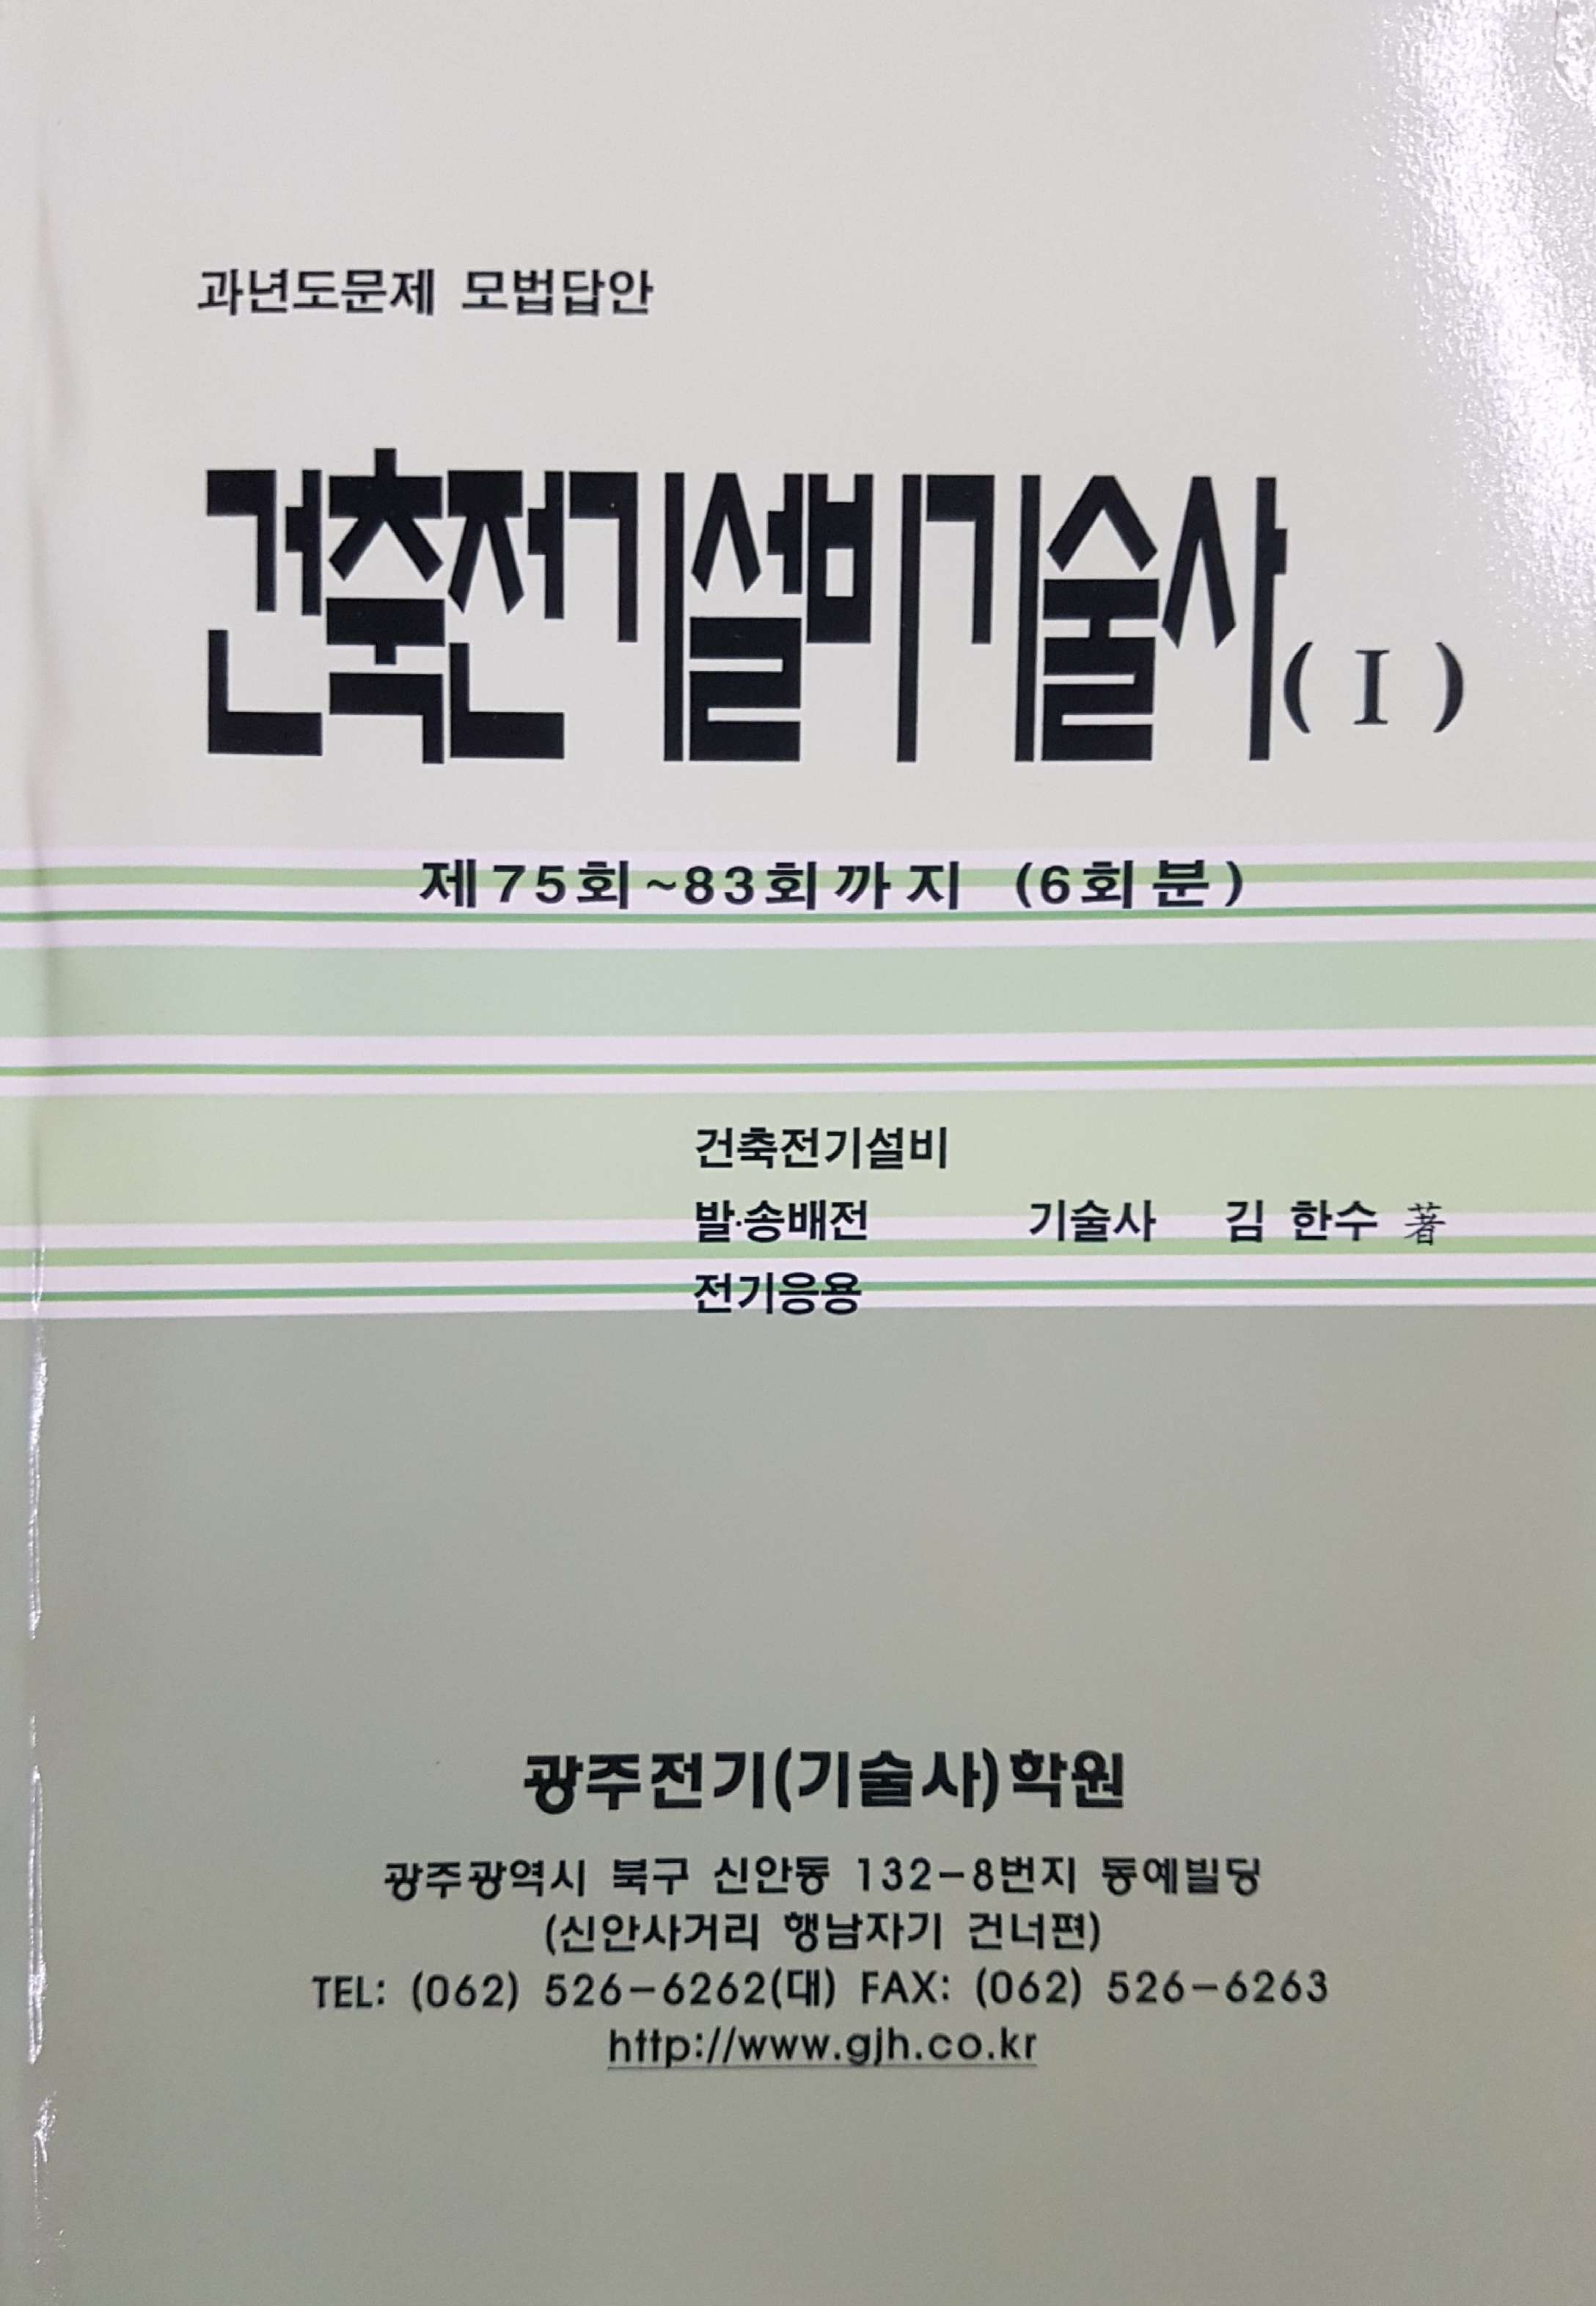 과년도문제 모법답안
건축전기설비기술사(Ⅰ)
제75회~83회까지 (6회분)
건축전기설비
발·송배전 기술사 김 한수 著
전기응용
광주전기(기술사)학원
광주광역시 북구 신안동 132-8번지 동예빌딩
(신안사거리 행남자기 건너편)
TEL: (062) 526-6262(대) FAX: (062) 526-6263
http://www.gjh.co.kr